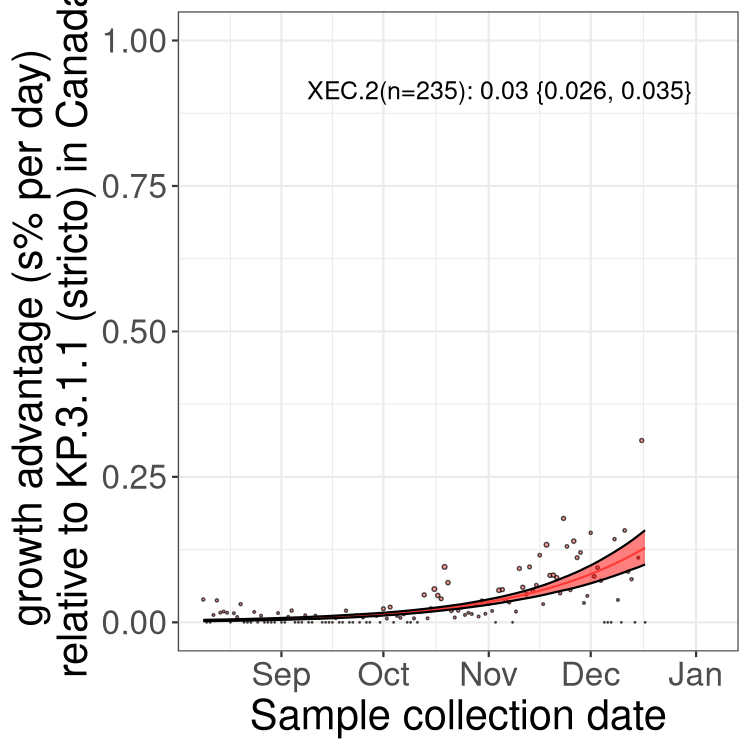 growth advantage (s% per day)
relative to KP.3.1.1 (stricto) in Canada
1.00
0.75
0.50
0.25
0.00
XEC.2(n=235): 0.03 {0.026, 0.035}
Sep Oct Nov Dec Jan
Sample collection date